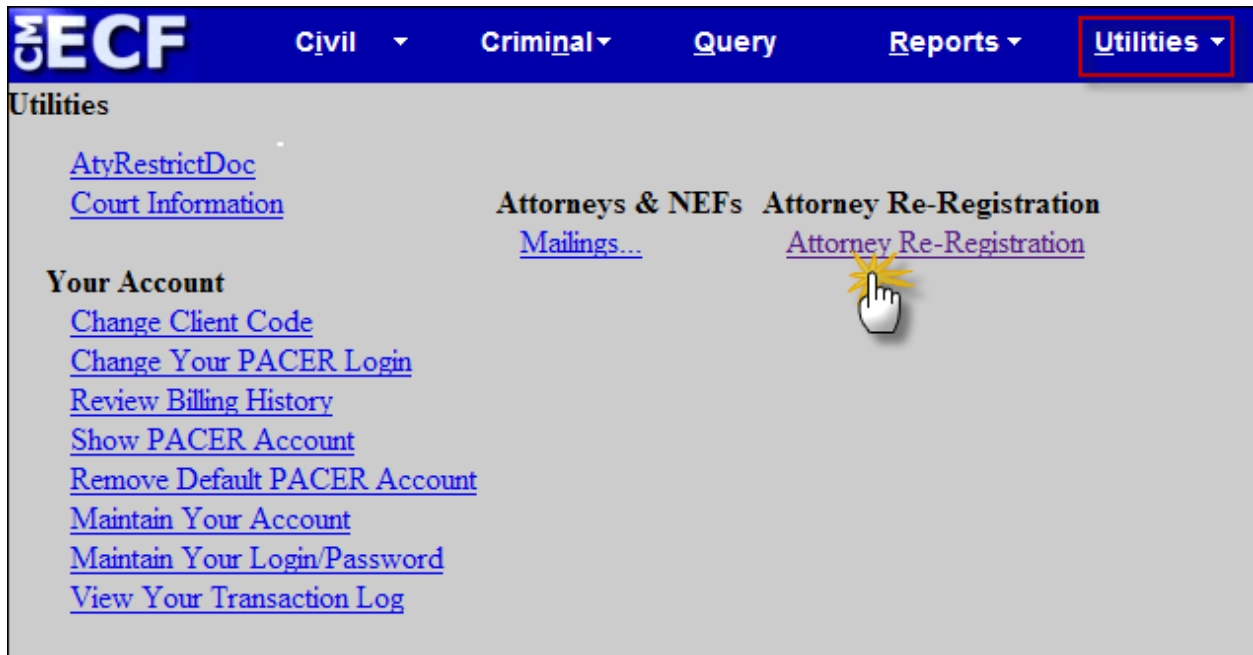 CM ECF Civil Criminal Query Reports Utilities
Utilities
AtyRestrictDoc
Court Information
Attorneys & NEFs Attorney Re-Registration
Mailings... Attorney Re-Registration
Your Account
Change Client Code
Change Your PACER Login
Review Billing History
Show PACER Account
Remove Default PACER Account
Maintain Your Account
Maintain Your Login/Password
View Your Transaction Log